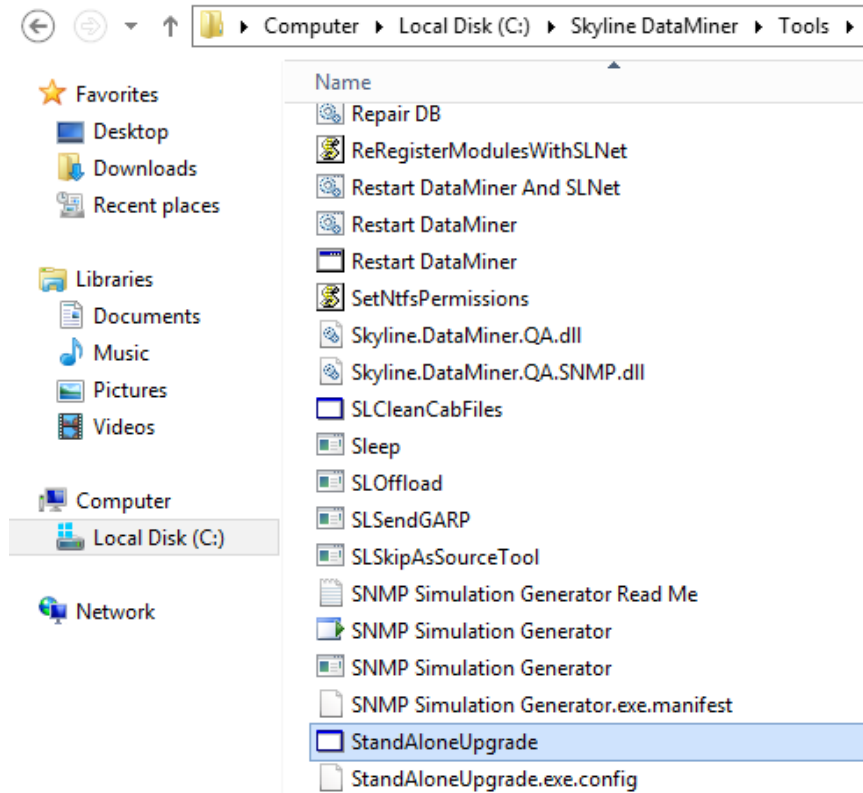 Computer Local Disk (C:) Skyline DataMiner Tools
Favorites
Desktop
Downloads
Recent places
Libraries
Documents
Music
Pictures
Videos
Computer
Local Disk (C:)
Network
Name
Repair DB
ReRegisterModulesWithSLNet
Restart DataMiner And SLNet
Restart DataMiner
Restart DataMiner
SetNtfsPermissions
Skyline.DataMiner.QA.dll
Skyline.DataMiner.QA.SNMP.dll
SLCleanCabFiles
Sleep
SLOffload
SLSendGARP
SLSkipAsSourceTool
SNMP Simulation Generator Read Me
SNMP Simulation Generator
SNMP Simulation Generator
SNMP Simulation Generator.exe.manifest
StandAloneUpgrade
StandAloneUpgrade.exe.config